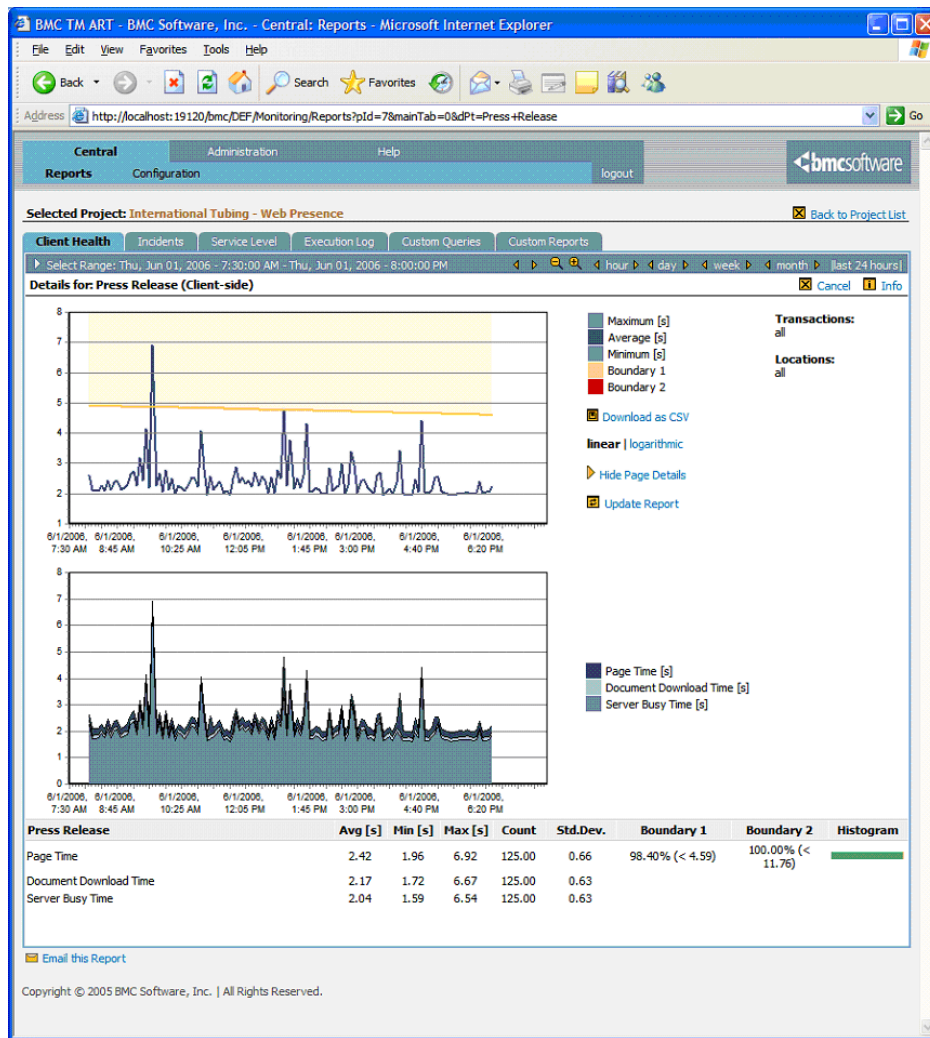 BMC TM ART - BMC Software, Inc. - Central: Reports - Microsoft Internet Explorer
File Edit View Favorites Tools Help
Back Search Favorites
Address http://localhost:19120/bmc/DEF/Monitoring/Reports?pId=7&mainTab=0&dPt=Press+Release Go
Central Administration Help
Reports Configuration logout
bmcsoftware
Selected Project: International Tubing - Web Presence Back to Project List
Client Health Incidents Service Level Execution Log Custom Queries Custom Reports
Select Range: Thu, Jun 01, 2006 - 7:30:00 AM - Thu, Jun 01, 2006 - 8:00:00 PM hour day week month [last 24 hours]
Details for: Press Release (Client-side) Cancel Info
8
7
6
5
4
3
2
1
6/1/2006, 6/1/2006, 6/1/2006, 6/1/2006, 6/1/2006, 6/1/2006, 6/1/2006, 6/1/2006,
7:30 AM 8:45 AM 10:25 AM 12:05 PM 1:45 PM 3:00 PM 4:40 PM 6:20 PM
Maximum [s]
Average [s]
Minimum [s]
Boundary 1
Boundary 2
Download as CSV
linear | logarithmic
Hide Page Details
Update Report
Transactions:
all
Locations:
all
8
7
6
5
4
3
2
1
0
6/1/2006, 6/1/2006, 6/1/2006, 6/1/2006, 6/1/2006, 6/1/2006, 6/1/2006, 6/1/2006,
7:30 AM 8:45 AM 10:25 AM 12:05 PM 1:45 PM 3:00 PM 4:40 PM 6:20 PM
Page Time [s]
Document Download Time [s]
Server Busy Time [s]
Press Release Avg [s] Min [s] Max [s] Count Std.Dev. Boundary 1 Boundary 2 Histogram
Page Time 2.42 1.96 6.92 125.00 0.66 98.40% (< 4.59) 100.00% (<
11.76)
Document Download Time 2.17 1.72 6.67 125.00 0.63
Server Busy Time 2.04 1.59 6.54 125.00 0.63
Email this Report
Copyright © 2005 BMC Software, Inc. | All Rights Reserved.